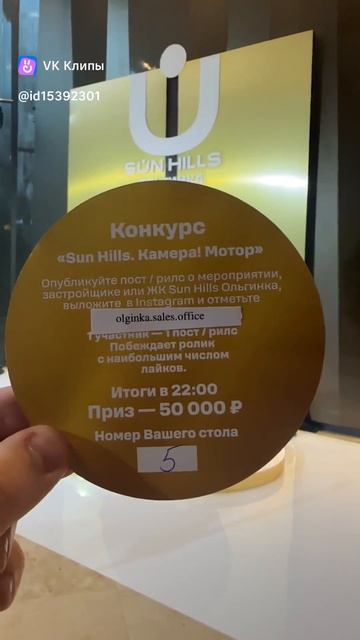 VK Клипы
@id15392301
SUN HILLS
Конкурс
«Sun Hills. Камера! Мотор»
Опубликуйте пост / рилс о мероприятии,
застройщике или ЖК Sun Hills Ольгинка,
выложите в Instagram и отметьте
olginka.sales.office
1 участник — 1 пост / рилс
Побеждает ролик
с наибольшим числом
лайков.
Итоги в 22:00
Приз — 50 000 ₽
Номер Вашего стола
5